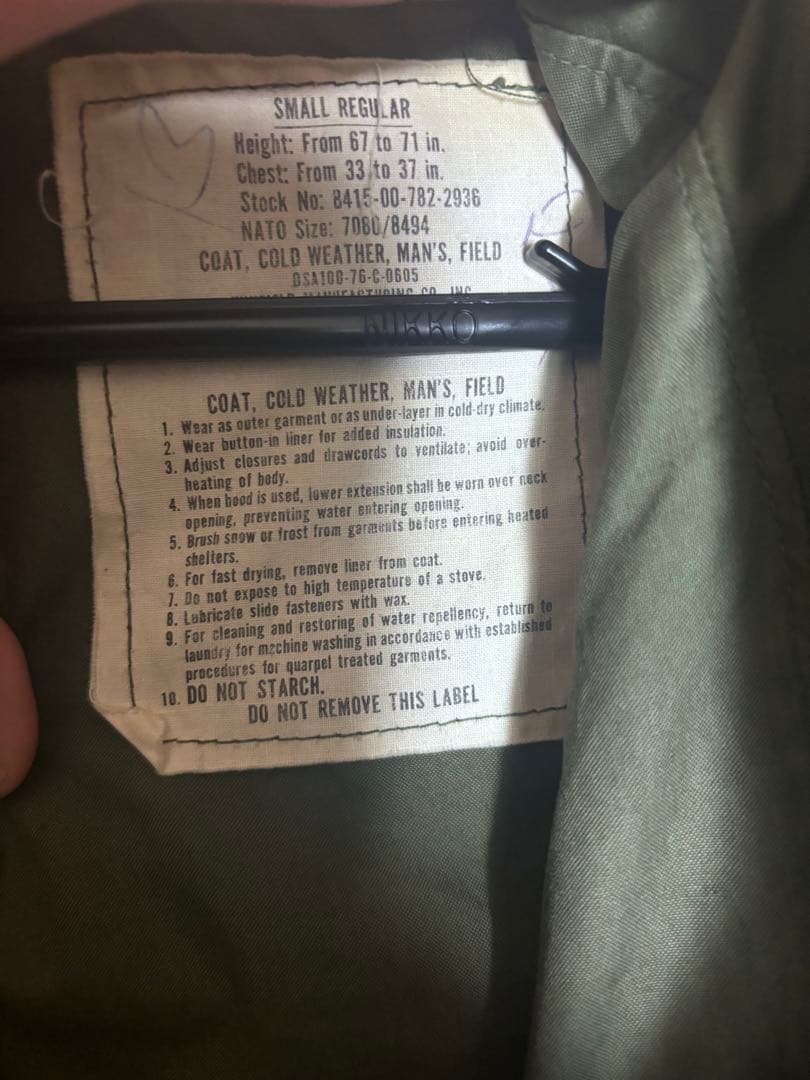 SMALL REGULAR
Height: From 67 to 71 in.
Chest: From 33 to 37 in.
Stock No: 8415-00-782-2936
NATO Size: 7080/8494
COAT, COLD WEATHER, MAN'S, FIELD
DSA100-76-C-0605
MANUFACTURING CO. INC.
COAT, COLD WEATHER, MAN'S, FIELD
1. Wear as outer garment or as under-layer in cold-dry climate.
2. Wear button-in liner for added insulation.
3. Adjust closures and drawcords to ventilate; avoid over-
heating of body.
4. When hood is used, lower extension shall be worn over neck
opening, preventing water entering opening.
5. Brush snow or frost from garments before entering heated
shelters.
6. For fast drying, remove liner from coat.
7. Do not expose to high temperature of a stove.
8. Lubricate slide fasteners with wax.
9. For cleaning and restoring of water repellency, return to
laundry for machine washing in accordance with established
procedures for quarpel treated garments.
10. DO NOT STARCH.
DO NOT REMOVE THIS LABEL